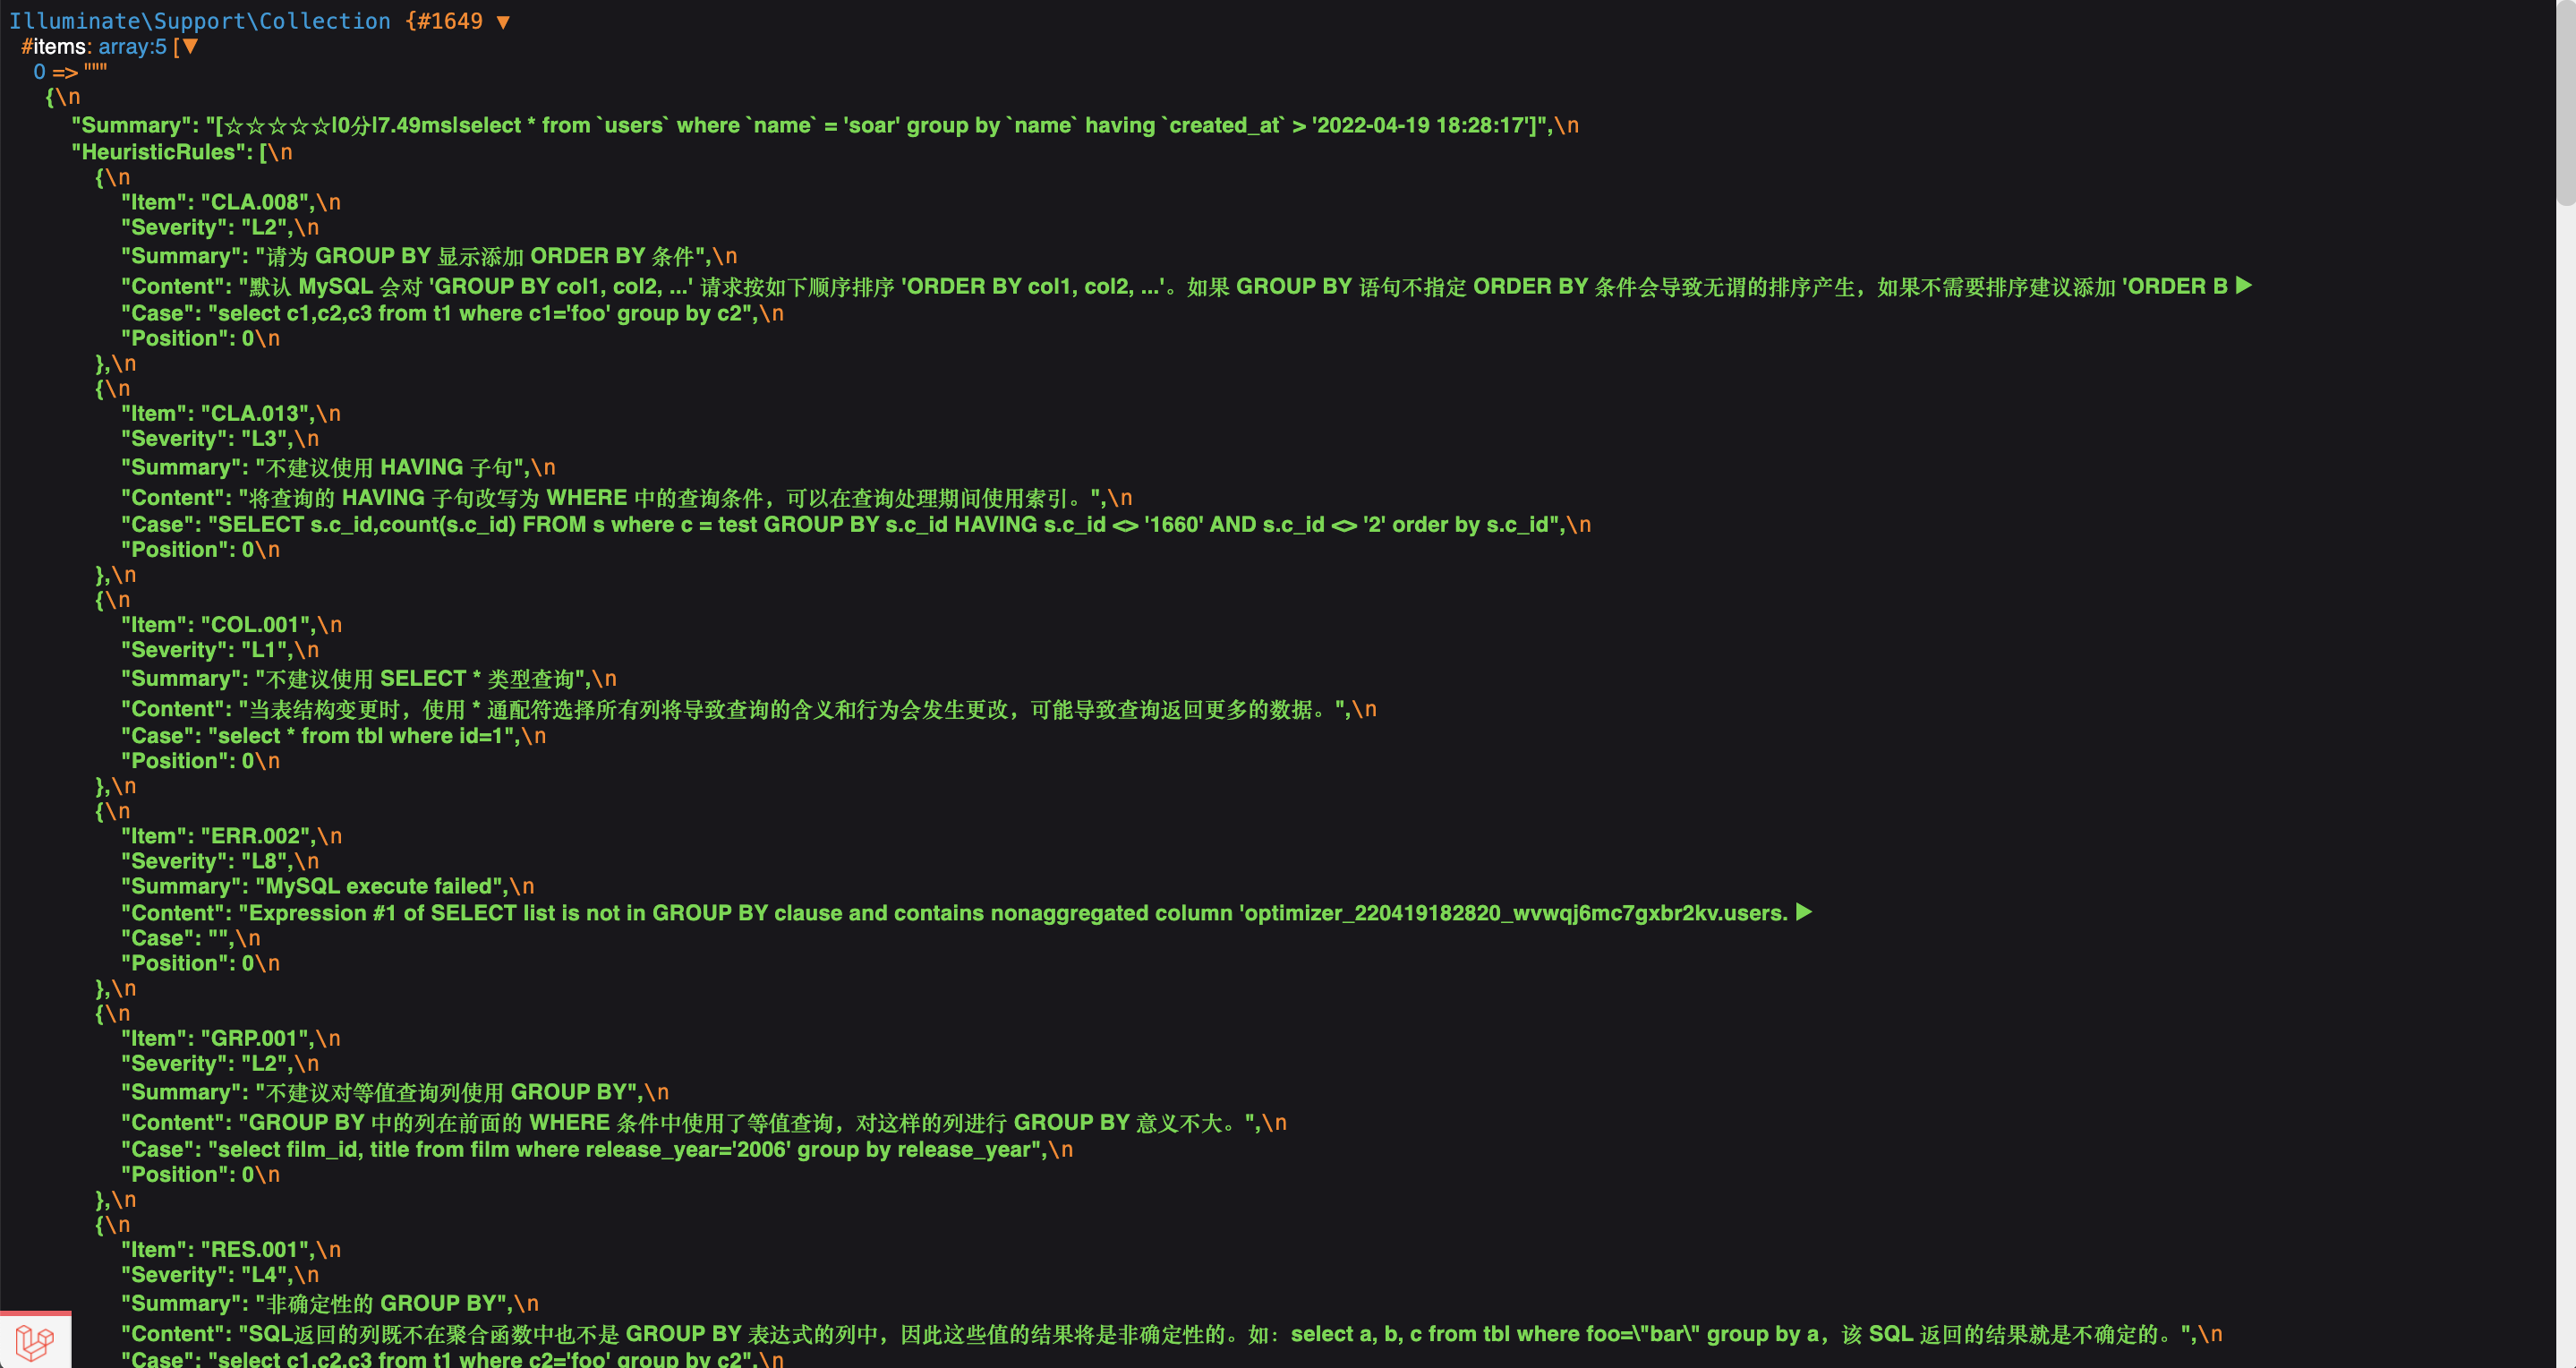 Illuminate\Support\Collection {#1649 ▼
#items: array:5 [▼
0 => """
{\n
"Summary": "[☆☆☆☆☆|0分|7.49ms|select * from `users` where `name` = 'soar' group by `name` having `created_at` > '2022-04-19 18:28:17']",\n
"HeuristicRules": [\n
{\n
"Item": "CLA.008",\n
"Severity": "L2",\n
"Summary": "请为 GROUP BY 显示添加 ORDER BY 条件",\n
"Content": "默认 MySQL 会对 'GROUP BY col1, col2, ...' 请求按如下顺序排序 'ORDER BY col1, col2, ...'。如果 GROUP BY 语句不指定 ORDER BY 条件会导致无谓的排序产生，如果不需要排序建议添加 'ORDER B ▶
"Case": "select c1,c2,c3 from t1 where c1='foo' group by c2",\n
"Position": 0\n
},\n
{\n
"Item": "CLA.013",\n
"Severity": "L3",\n
"Summary": "不建议使用 HAVING 子句",\n
"Content": "将查询的 HAVING 子句改写为 WHERE 中的查询条件，可以在查询处理期间使用索引。",\n
"Case": "SELECT s.c_id,count(s.c_id) FROM s where c = test GROUP BY s.c_id HAVING s.c_id <> '1660' AND s.c_id <> '2' order by s.c_id",\n
"Position": 0\n
},\n
{\n
"Item": "COL.001",\n
"Severity": "L1",\n
"Summary": "不建议使用 SELECT * 类型查询",\n
"Content": "当表结构变更时，使用 * 通配符选择所有列将导致查询的含义和行为会发生更改，可能导致查询返回更多的数据。",\n
"Case": "select * from tbl where id=1",\n
"Position": 0\n
},\n
{\n
"Item": "ERR.002",\n
"Severity": "L8",\n
"Summary": "MySQL execute failed",\n
"Content": "Expression #1 of SELECT list is not in GROUP BY clause and contains nonaggregated column 'optimizer_220419182820_wvwqj6mc7gxbr2kv.users. ▶
"Case": "",\n
"Position": 0\n
},\n
{\n
"Item": "GRP.001",\n
"Severity": "L2",\n
"Summary": "不建议对等值查询列使用 GROUP BY",\n
"Content": "GROUP BY 中的列在前面的 WHERE 条件中使用了等值查询，对这样的列进行 GROUP BY 意义不大。",\n
"Case": "select film_id, title from film where release_year='2006' group by release_year",\n
"Position": 0\n
},\n
{\n
"Item": "RES.001",\n
"Severity": "L4",\n
"Summary": "非确定性的 GROUP BY",\n
"Content": "SQL返回的列既不在聚合函数中也不是 GROUP BY 表达式的列中，因此这些值的结果将是非确定性的。如：select a, b, c from tbl where foo=\"bar\" group by a，该 SQL 返回的结果就是不确定的。",\n
"Case": "select c1,c2,c3 from t1 where c2='foo' group by c2",\n